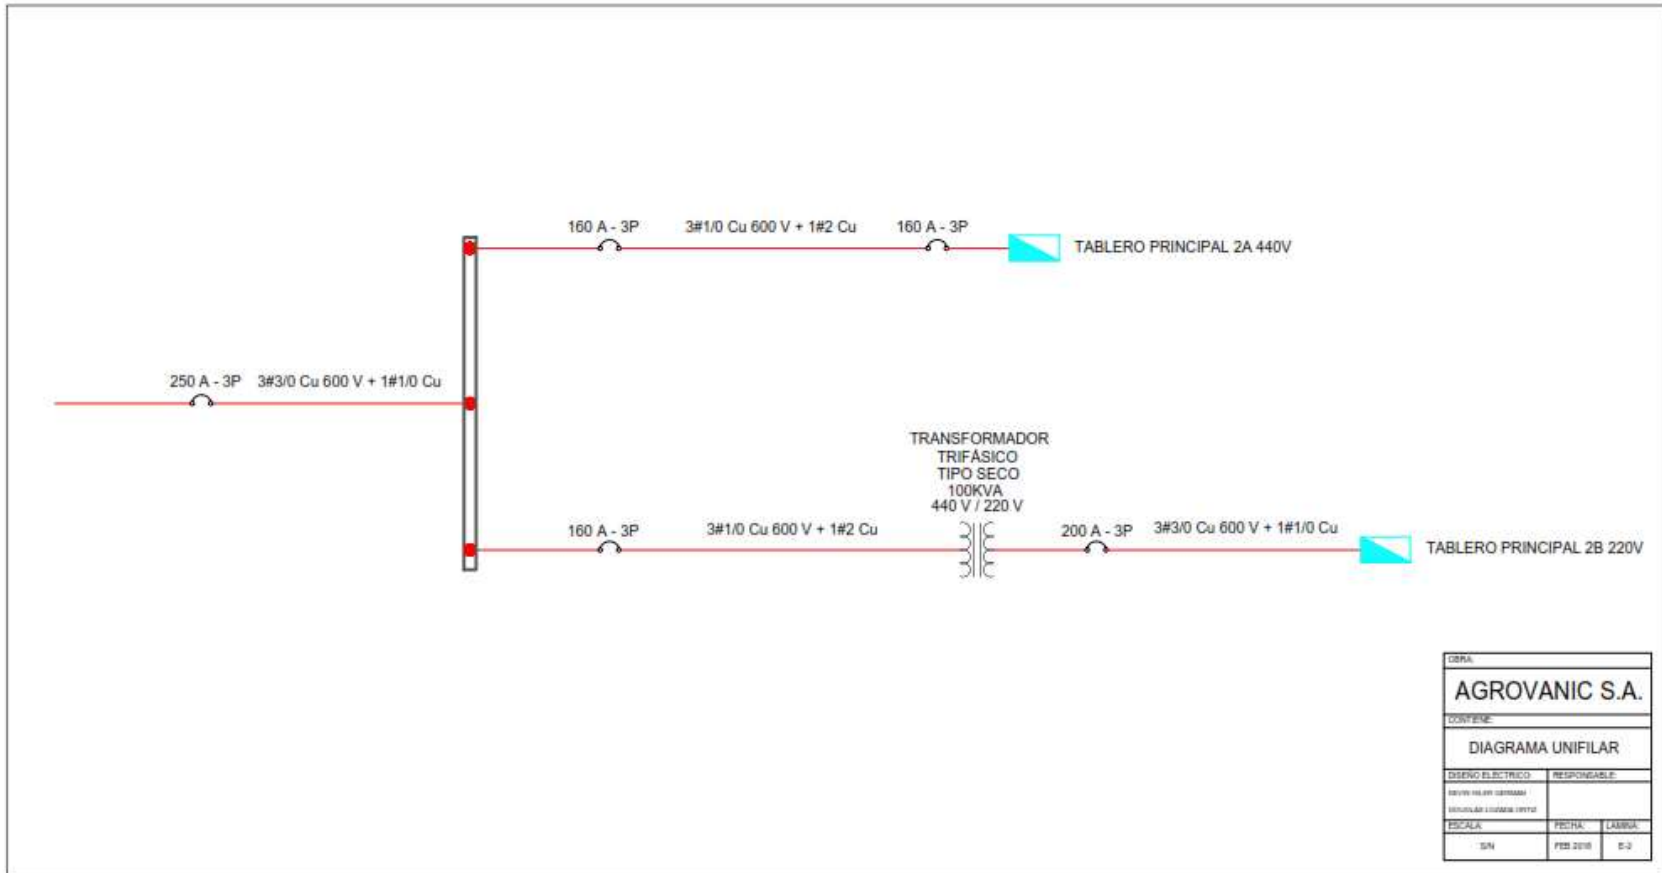 160 A - 3P
3#1/0 Cu 600 V + 1#2 Cu
160 A - 3P
TABLERO PRINCIPAL 2A 440V
250 A - 3P
3#3/0 Cu 600 V + 1#1/0 Cu
TRANSFORMADOR
TRIFÁSICO
TIPO SECO
100KVA
440 V / 220 V
160 A - 3P
3#1/0 Cu 600 V + 1#2 Cu
200 A - 3P
3#3/0 Cu 600 V + 1#1/0 Cu
TABLERO PRINCIPAL 2B 220V
OBRA:
AGROVANIC S.A.
CONTIENE:
DIAGRAMA UNIFILAR
DISEÑO ELECTRICO
RESPONSABLE:
ESCALA:
FECHA:
LAMINA:
S/N
E-2